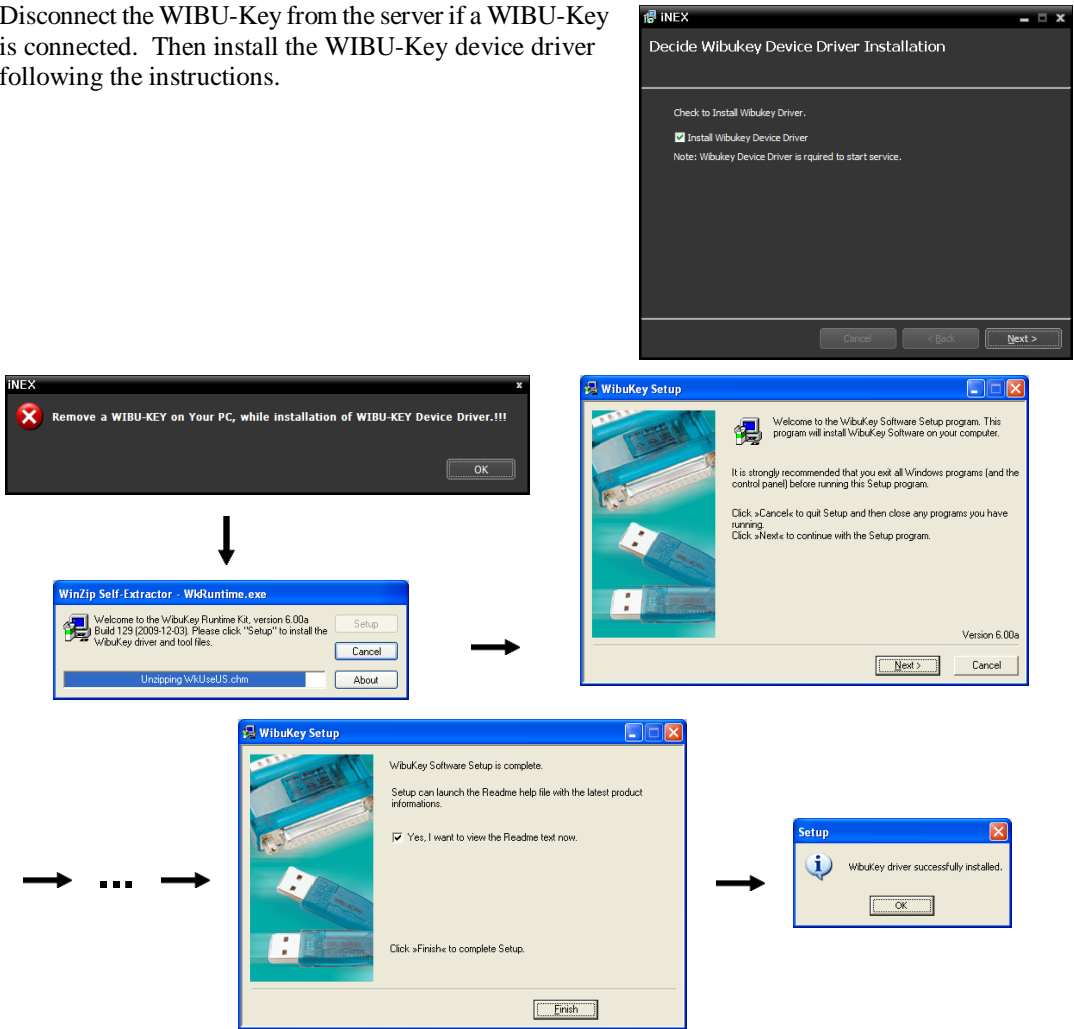 Disconnect the WIBU-Key from the server if a WIBU-Key
is connected.  Then install the WIBU-Key device driver
following the instructions.
iNEX
Decide Wibukey Device Driver Installation
Check to Install Wibukey Driver.
Install Wibukey Device Driver
Note: Wibukey Device Driver is rquired to start service.
Cancel
< Back
Next >
iNEX
Remove a WIBU-KEY on Your PC, while installation of WIBU-KEY Device Driver.!!!
OK
WibuKey Setup
Welcome to the WibuKey Software Setup program. This
program will install WibuKey Software on your computer.
It is strongly recommended that you exit all Windows programs (and the
control panel) before running this Setup program.
Click »Cancel« to quit Setup and then close any programs you have
running.
Click »Next« to continue with the Setup program.
Version 6.00a
Next >
Cancel
WinZip Self-Extractor - WkRuntime.exe
Welcome to the WibuKey Runtime Kit, version 6.00a
Build 129 (2009-12-03). Please click "Setup" to install the
WibuKey driver and tool files.
Setup
Cancel
Unzipping WkUseUS.chm
About
...
WibuKey Setup
WibuKey Software Setup is complete.
Setup can launch the Readme help file with the latest product
informations.
Yes, I want to view the Readme text now.
Click »Finish« to complete Setup.
Finish
Setup
WibuKey driver successfully installed.
OK